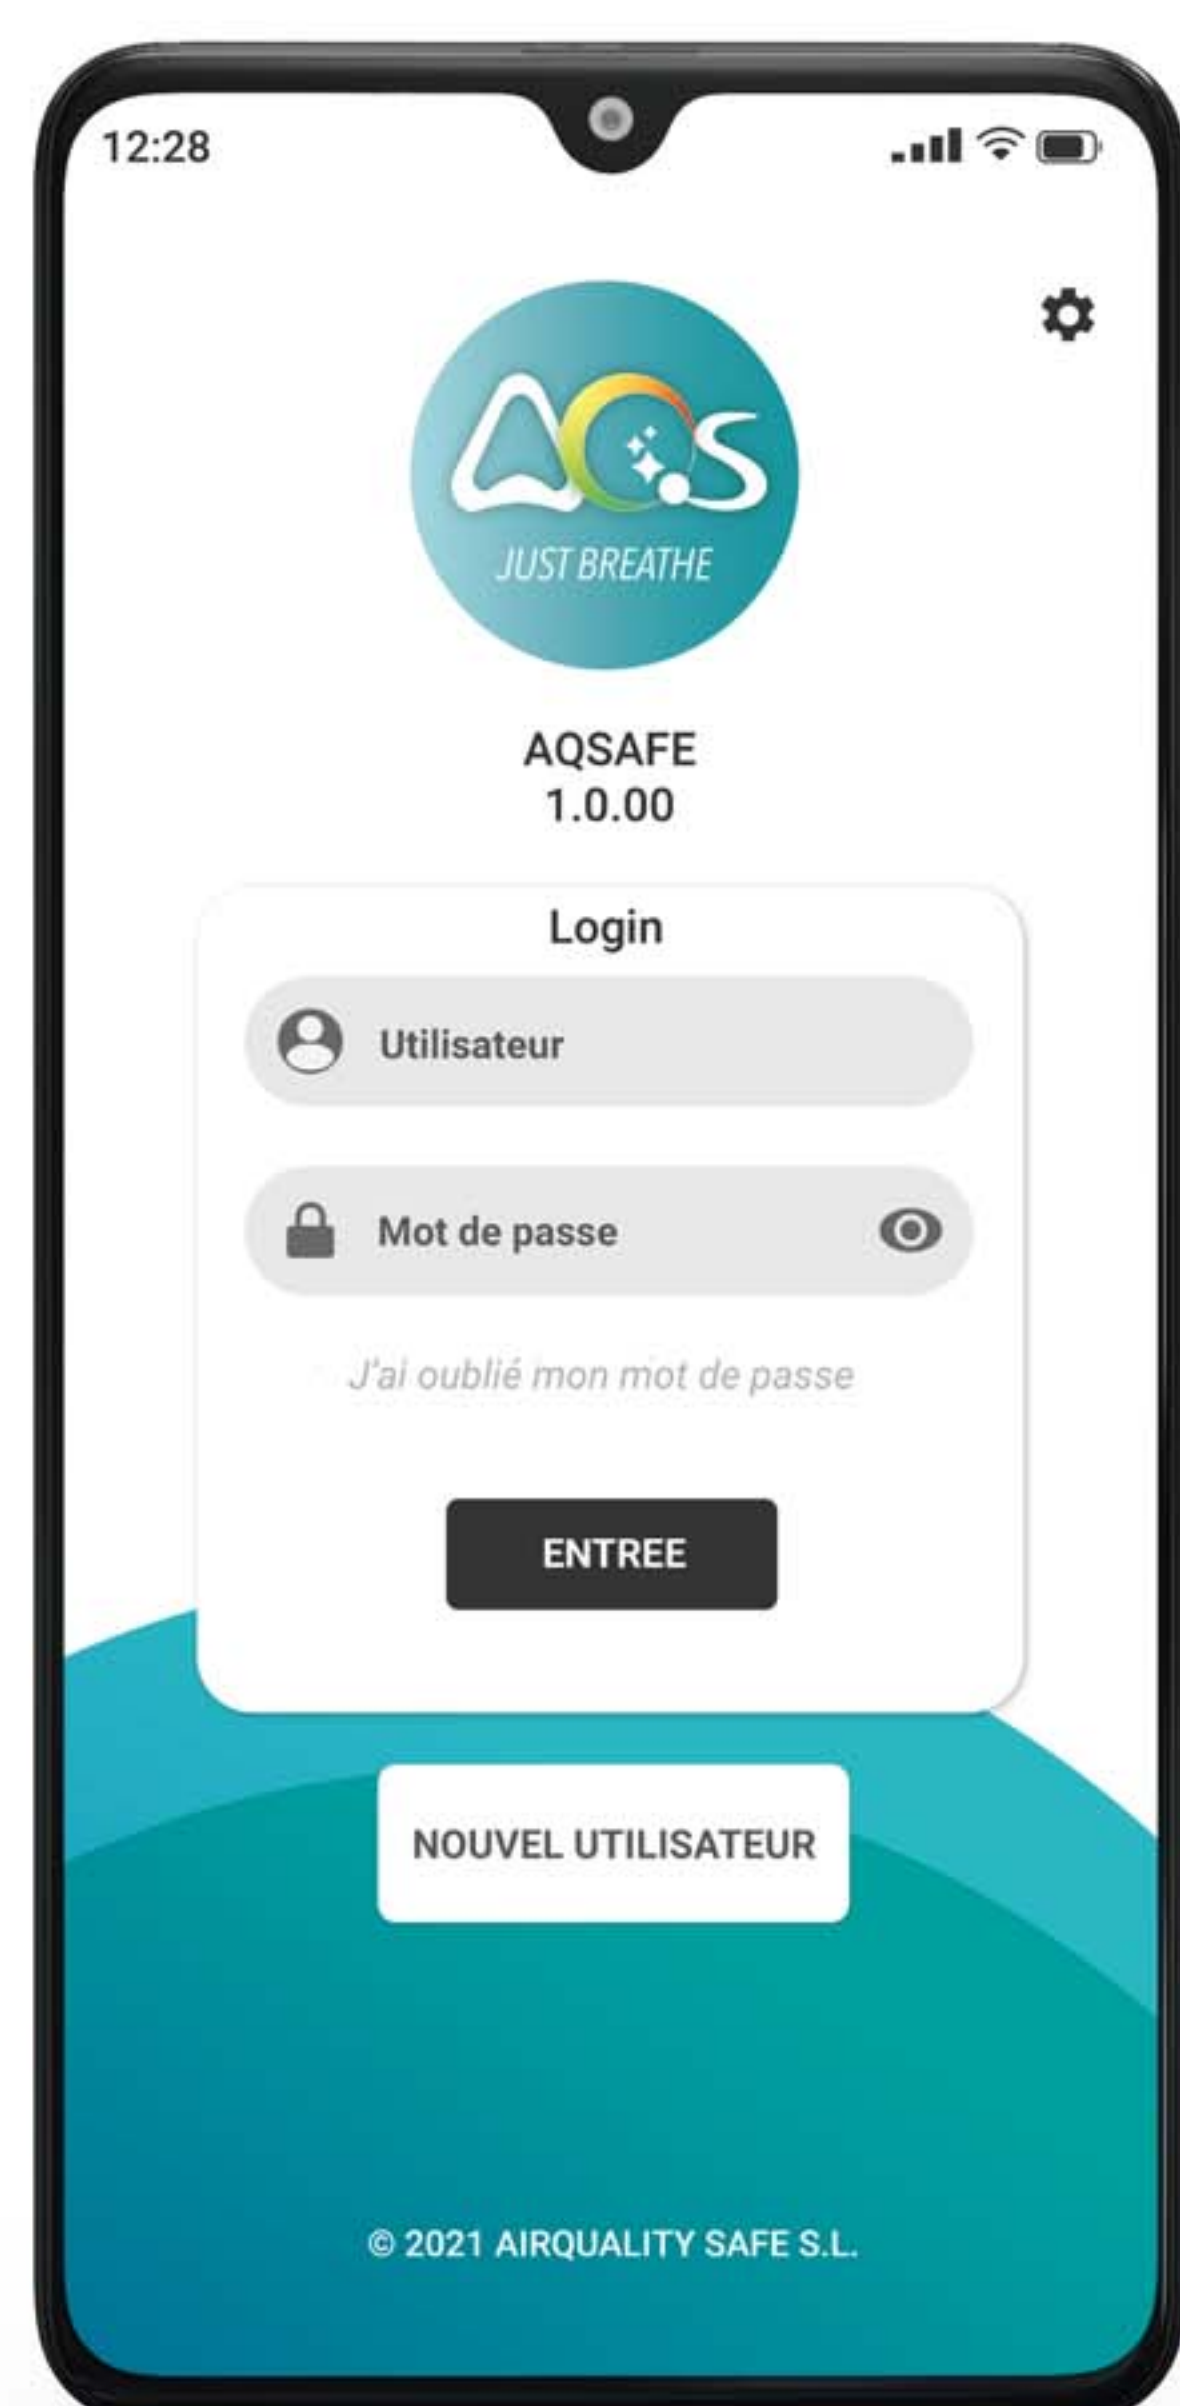 12:28
AQS
JUST BREATHE
AQSAFE
1.0.00
Login
Utilisateur
Mot de passe
J'ai oublié mon mot de passe
ENTREE
NOUVEL UTILISATEUR
© 2021 AIRQUALITY SAFE S.L.